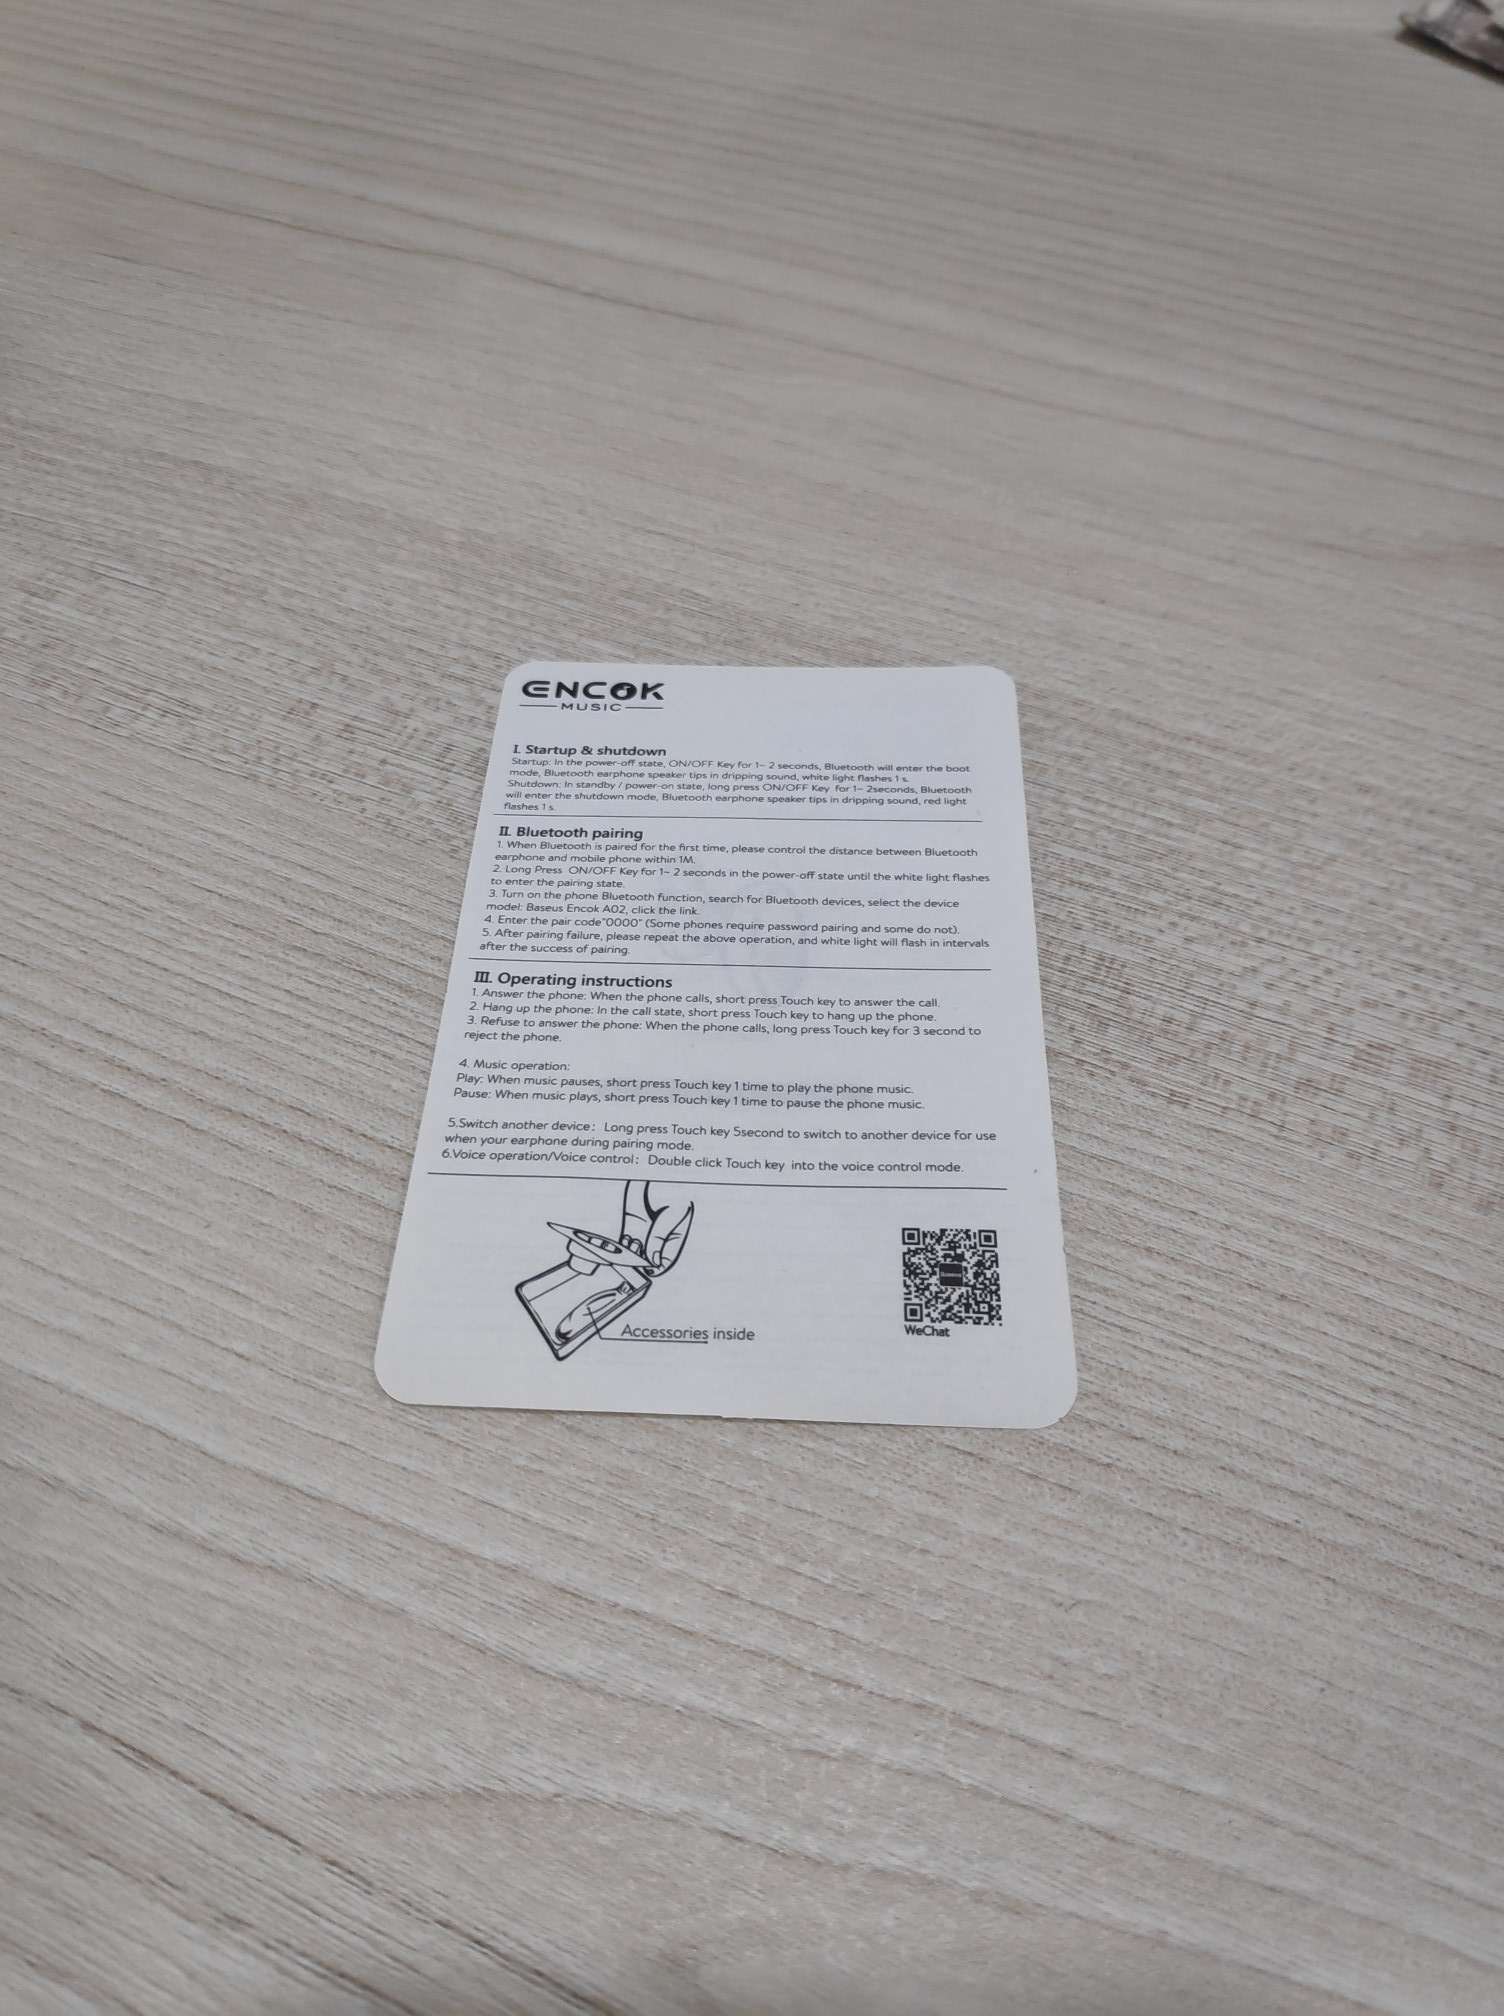 ENCOK
MUSIC
I. Startup & shutdown
Startup: In the power-off state, ON/OFF Key for 1~ 2 seconds, Bluetooth will enter the boot
mode, Bluetooth earphone speaker tips in dripping sound, white light flashes 1 s.
Shutdown: In standby / power-on state, long press ON/OFF Key for 1~ 2seconds, Bluetooth
will enter the shutdown mode, Bluetooth earphone speaker tips in dripping sound, red light
flashes 1 s.
II. Bluetooth pairing
1. When Bluetooth is paired for the first time, please control the distance between Bluetooth
earphone and mobile phone within 1M.
2. Long Press ON/OFF Key for 1~ 2 seconds in the power-off state until the white light flashes
to enter the pairing state.
3. Turn on the phone Bluetooth function, search for Bluetooth devices, select the device
model: Baseus Encok A02, click the link.
4. Enter the pair code"0000" (Some phones require password pairing and some do not).
5. After pairing failure, please repeat the above operation, and white light will flash in intervals
after the success of pairing.
III. Operating instructions
1. Answer the phone: When the phone calls, short press Touch key to answer the call.
2. Hang up the phone: In the call state, short press Touch key to hang up the phone.
3. Refuse to answer the phone: When the phone calls, long press Touch key for 3 second to
reject the phone.
4. Music operation:
Play: When music pauses, short press Touch key 1 time to play the phone music.
Pause: When music plays, short press Touch key 1 time to pause the phone music.
5.Switch another device: Long press Touch key 5second to switch to another device for use
when your earphone during pairing mode.
6.Voice operation/Voice control: Double click Touch key into the voice control mode.
Accessories inside
WeChat